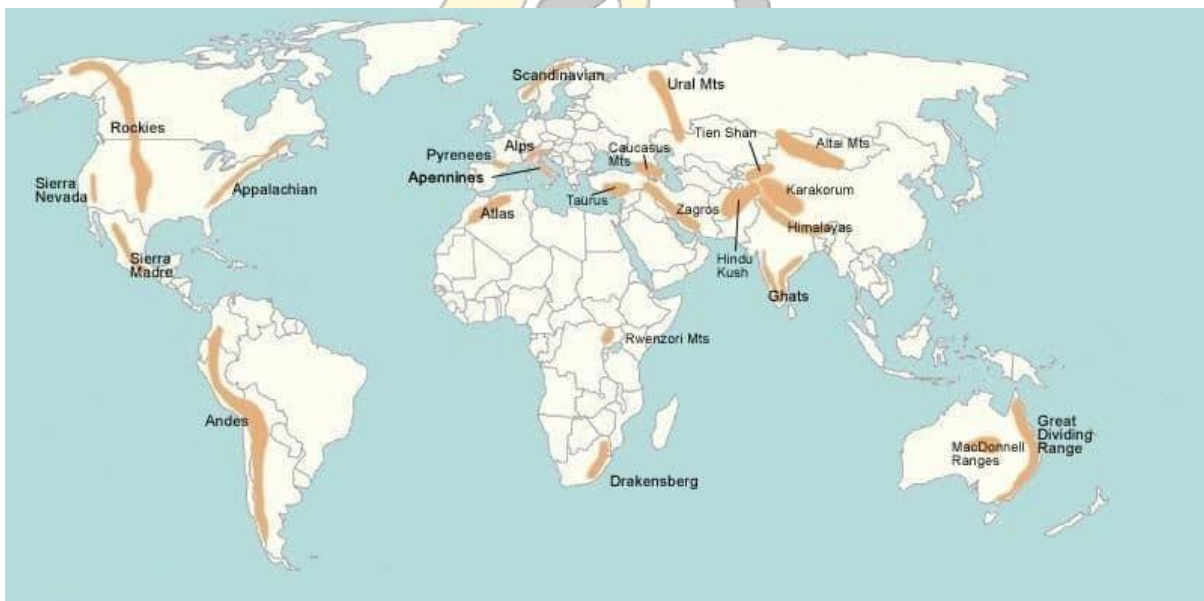 Scandinavian
Ural Mts
Rockies
Tien Shan
Altai Mts
Alps
Caucasus
Mts
Pyrenees
Apennines
Sierra
Nevada
Appalachian
Karakorum
Taurus
Zagros
Atlas
Himalayas
Sierra
Madre
Hindu
Kush
Ghats
Rwenzori Mts
Andes
Great
Dividing
Range
MacDonnell
Ranges
Drakensberg